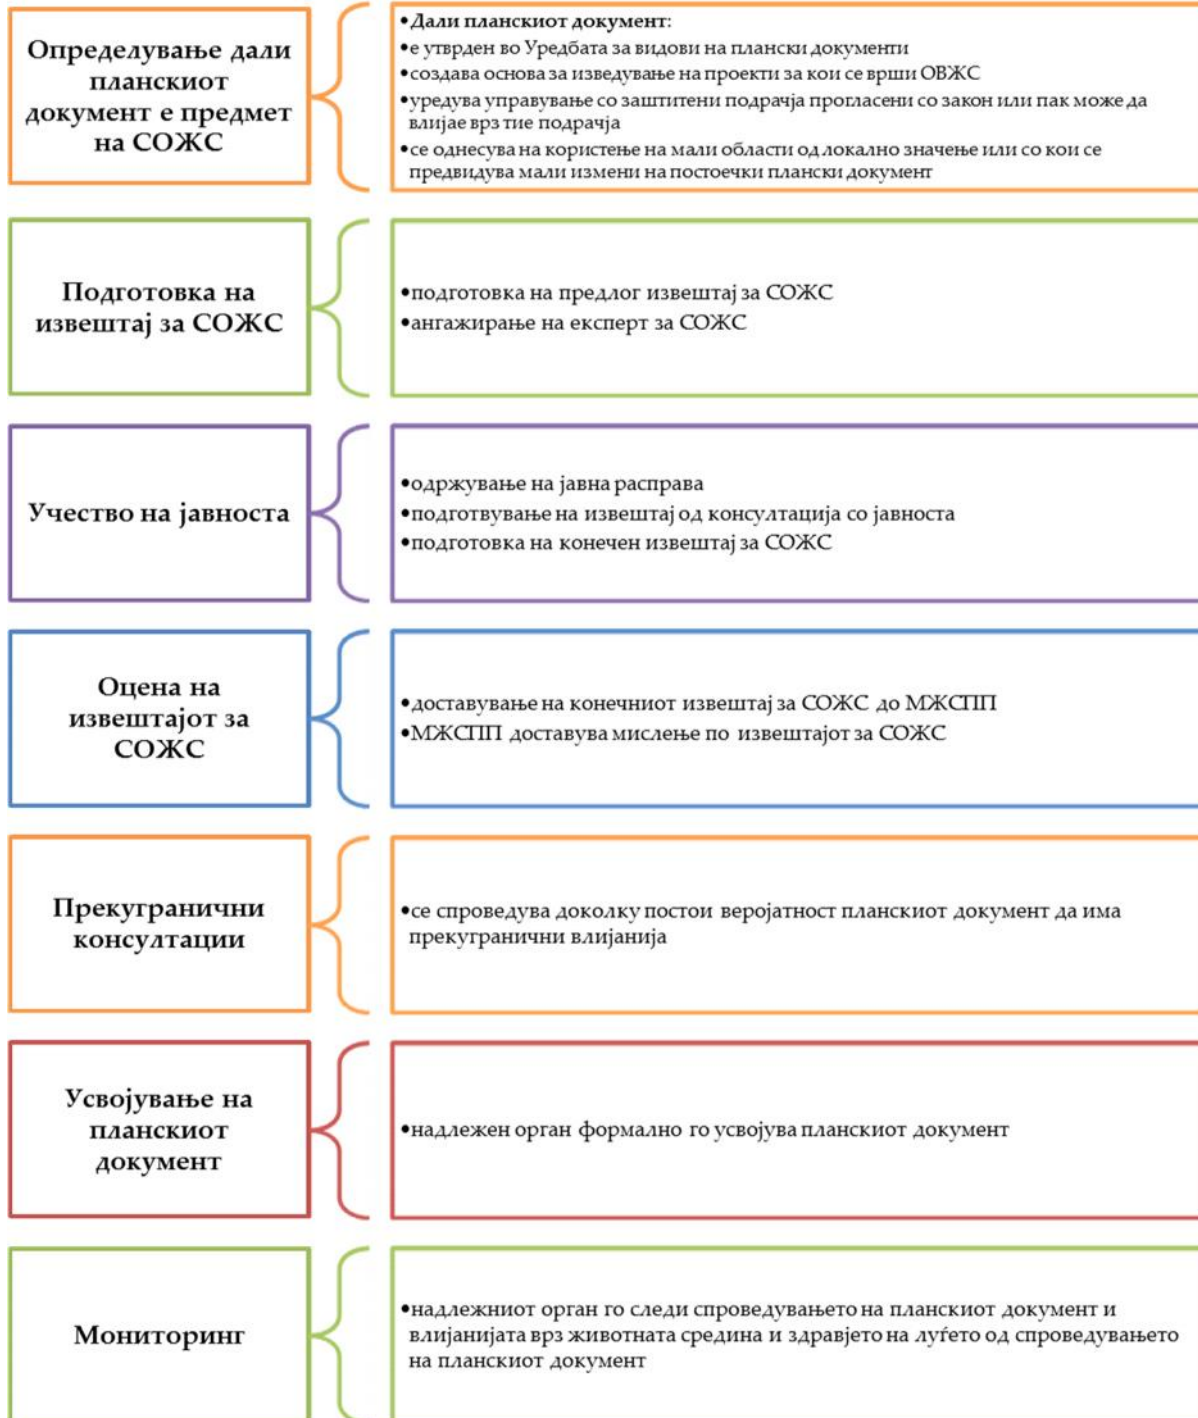 Определување дали
планскиот
документ е предмет
на СОЖС
•Дали планскиот документ:
•е утврден во Уредбата за видови на плански документи
•создава основа за изведување на проекти за кои се врши ОВЖС
•уредува управување со заштитени подрачја прогласени со закон или пак може да
влијае врз тие подрачја
•се однесува на користење на мали области од локално значење или со кои се
предвидува мали измени на постоечки плански документ
Подготовка на
извештај за СОЖС
•подготовка на предлог извештај за СОЖС
•ангажирање на експерт за СОЖС
Учество на јавноста
•одржување на јавна расправа
•подготвување на извештај од консултација со јавноста
•подготовка на конечен извештај за СОЖС
Оцена на
извештајот за
СОЖС
•доставување на конечниот извештај за СОЖС до МЖСПП
•МЖСПП доставува мислење по извештајот за СОЖС
Прекугранични
консултации
•се спроведува доколку постои веројатност планскиот документ да има
прекугранични влијанија
Усвојување на
планскиот
документ
•надлежен орган формално го усвојува планскиот документ
Мониторинг
•надлежниот орган го следи спроведувањето на планскиот документ и
влијанијата врз животната средина и здравјето на луѓето од спроведувањето
на планскиот документ